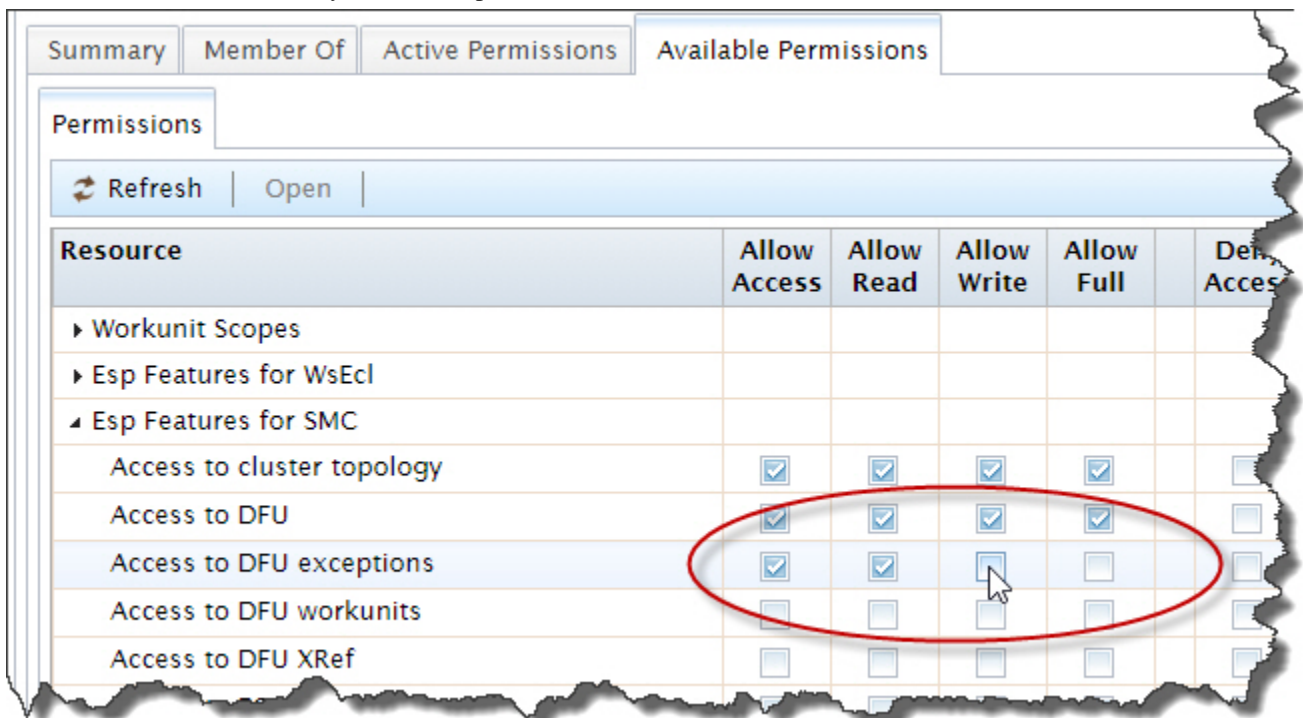 Summary Member Of Active Permissions Available Permissions
Permissions
Refresh Open
Resource Allow Access Allow Read Allow Write Allow Full
Workunit Scopes
Esp Features for WsEcl
Esp Features for SMC
Access to cluster topology
Access to DFU
Access to DFU exceptions
Access to DFU workunits
Access to DFU XRef